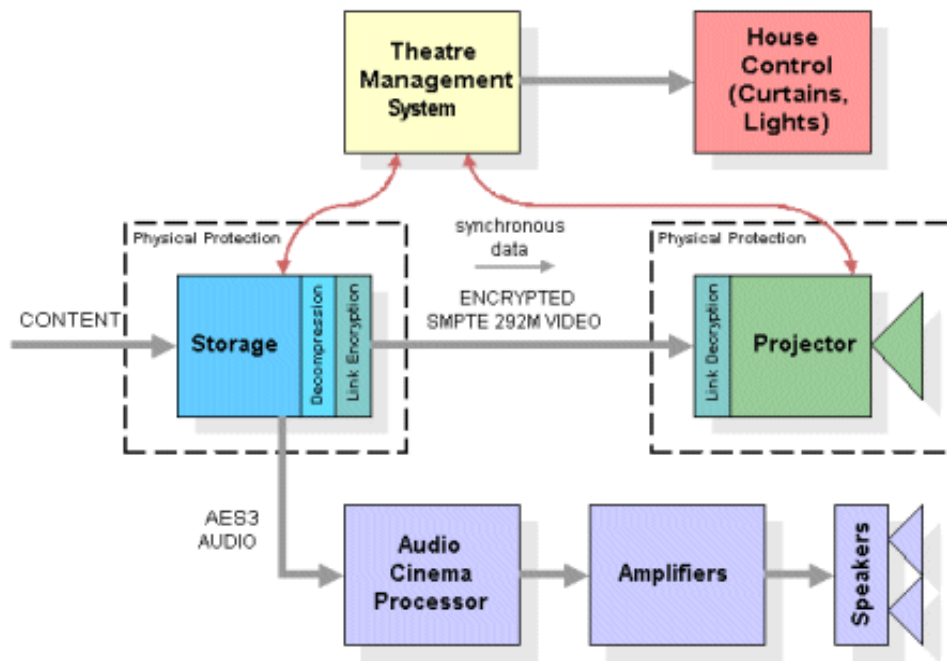 Theatre
Management
System
House
Control
(Curtains,
Lights)
Physical Protection
synchronous
data
Physical Protection
CONTENT
Storage
Decompression
Link Encryption
ENCRYPTED
SMPTE 292M VIDEO
Link Decryption
Projector
AES3
AUDIO
Audio
Cinema
Processor
Amplifiers
Speakers